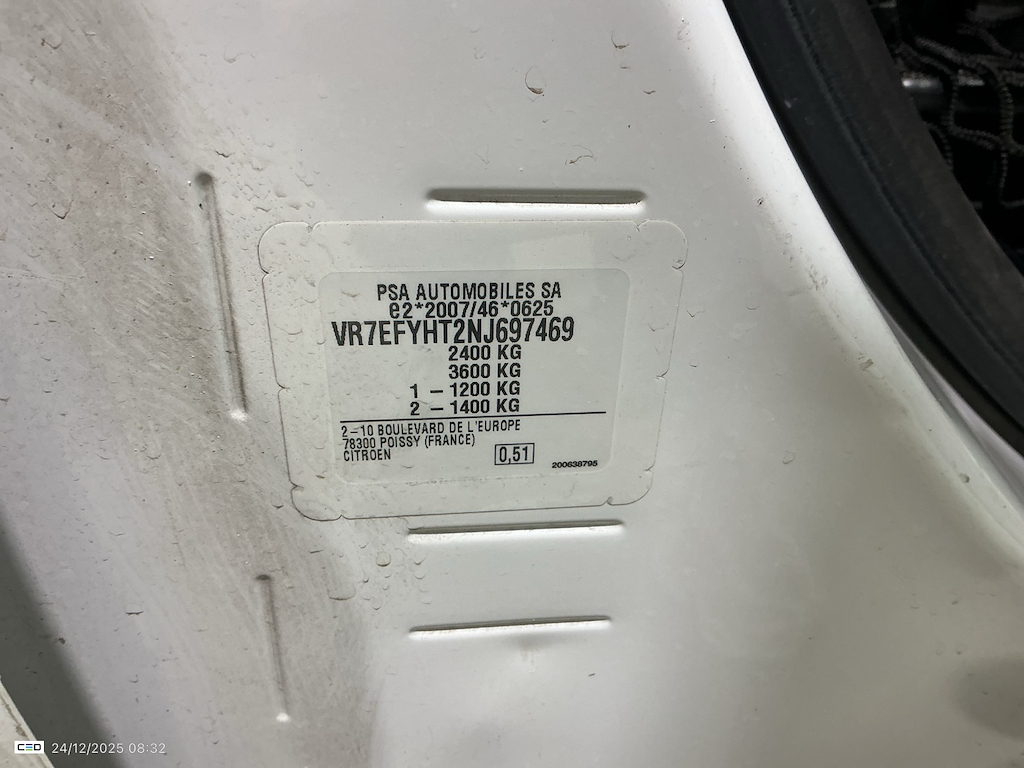 PSA AUTOMOBILES SA
e2*2007/46*0625
VR7EFYHT2NJ697469
2400 KG
3600 KG
1 – 1200 KG
2 – 1400 KG
2–10 BOULEVARD DE L'EUROPE
78300 POISSY (FRANCE)
CITROEN
0,51
200638795
CEO 24/12/2025 08:32